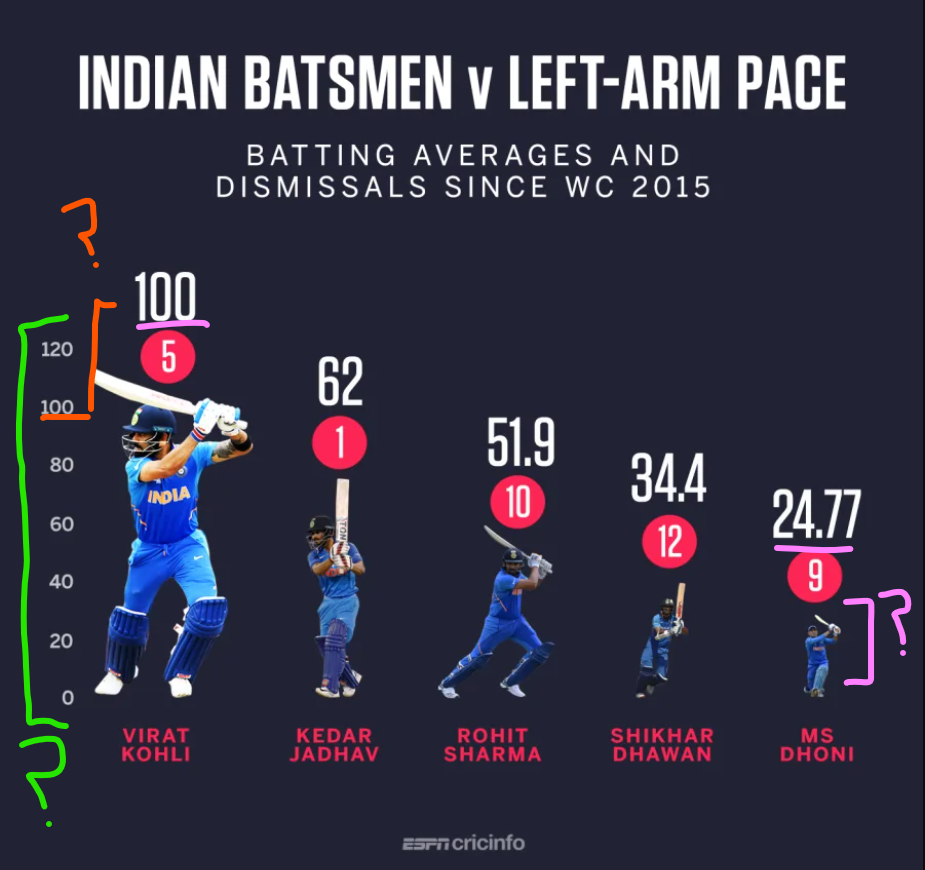 INDIAN BATSMEN v LEFT-ARM PACE
BATTING AVERAGES AND
DISMISSALS SINCE WC 2015
?
100
5
120
100
80
60
40
20
0
62
1
51.9
10
34.4
12
24.77
9
?
INDIA
VIRAT
KOHLI
KEDAR
JADHAV
ROHIT
SHARMA
SHIKHAR
DHAWAN
MS
DHONI
?
ESPN cricinfo